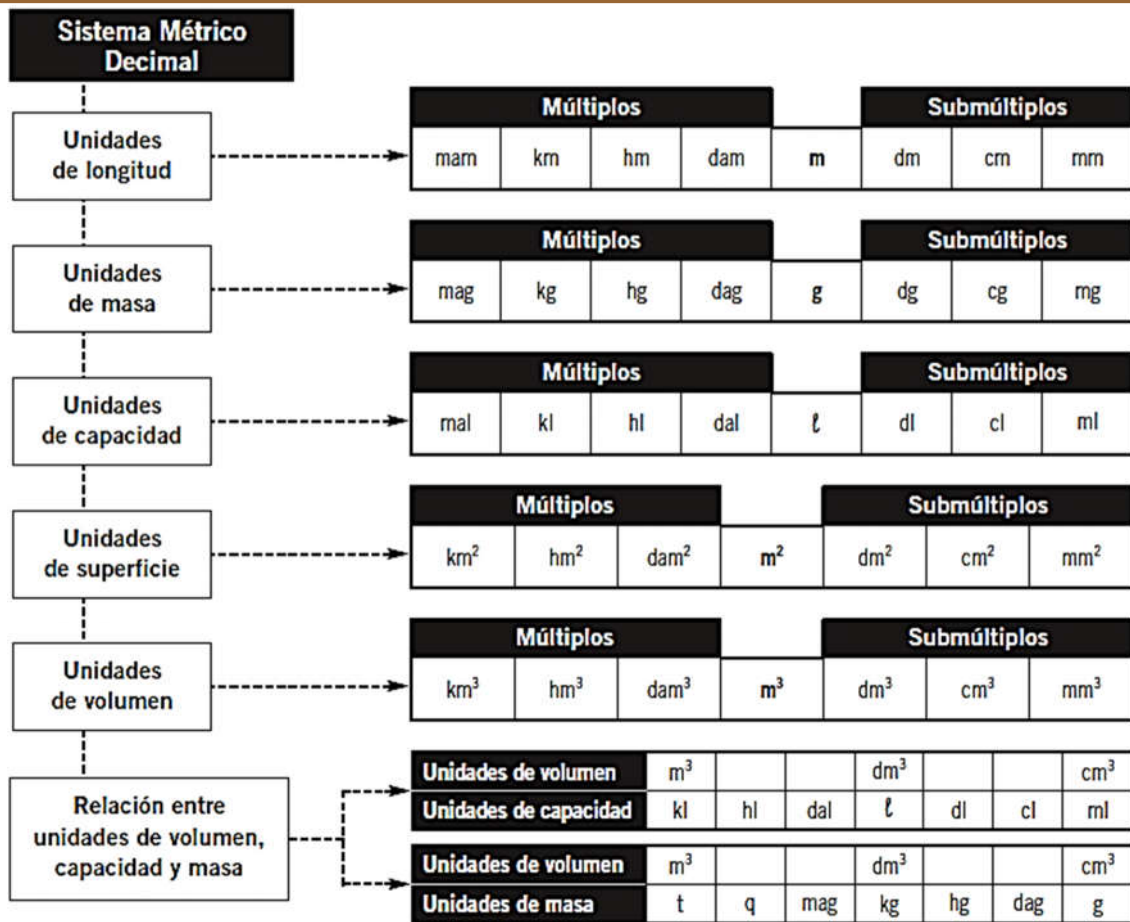 Sistema Métrico
Decimal
Unidades
de longitud
Múltiplos Submúltiplos
mam km hm dam m dm cm mm
Unidades
de masa
Múltiplos Submúltiplos
mag kg hg dag g dg cg mg
Unidades
de capacidad
Múltiplos Submúltiplos
mal kl hl dal ℓ dl cl ml
Unidades
de superficie
Múltiplos Submúltiplos
km² hm² dam² m² dm² cm² mm²
Unidades
de volumen
Múltiplos Submúltiplos
km³ hm³ dam³ m³ dm³ cm³ mm³
Relación entre
unidades de volumen,
capacidad y masa
Unidades de volumen m³ dm³ cm³
Unidades de capacidad kl hl dal ℓ dl cl ml
Unidades de volumen m³ dm³ cm³
Unidades de masa t q mag kg hg dag g